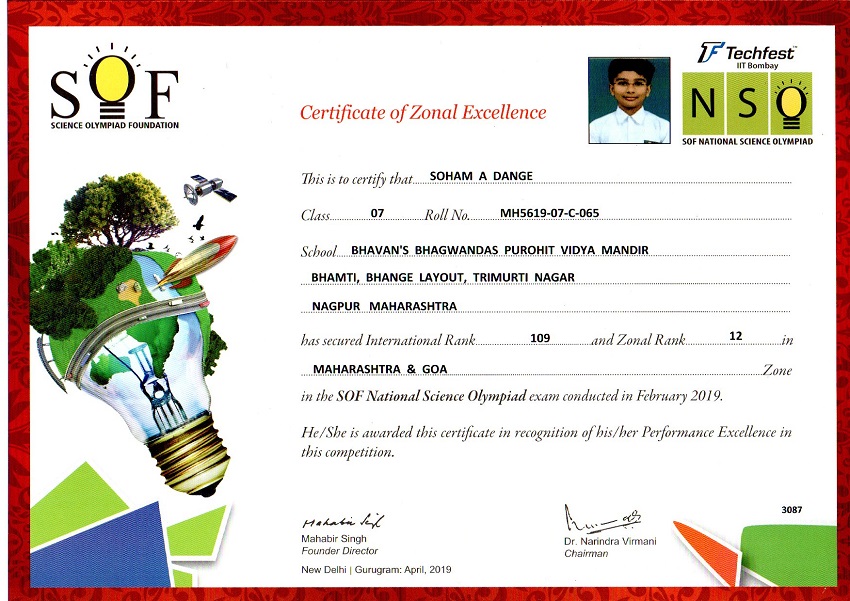 SOF
SCIENCE OLYMPIAD FOUNDATION
Techfest™
IIT Bombay
NSO
SOF NATIONAL SCIENCE OLYMPIAD
Certificate of Zonal Excellence
This is to certify that SOHAM A DANGE
Class 07 Roll No. MH5619-07-C-065
School BHAVAN'S BHAGWANDAS PUROHIT VIDYA MANDIR
BHAMTI, BHANGE LAYOUT, TRIMURTI NAGAR
NAGPUR MAHARASHTRA
has secured International Rank 109 and Zonal Rank 12 in
MAHARASHTRA & GOA Zone
in the SOF National Science Olympiad exam conducted in February 2019.
He/She is awarded this certificate in recognition of his/her Performance Excellence in
this competition.
3087
Mahabir Singh
Mahabir Singh
Founder Director
Dr. Narindra Virmani
Chairman
New Delhi | Gurugram: April, 2019